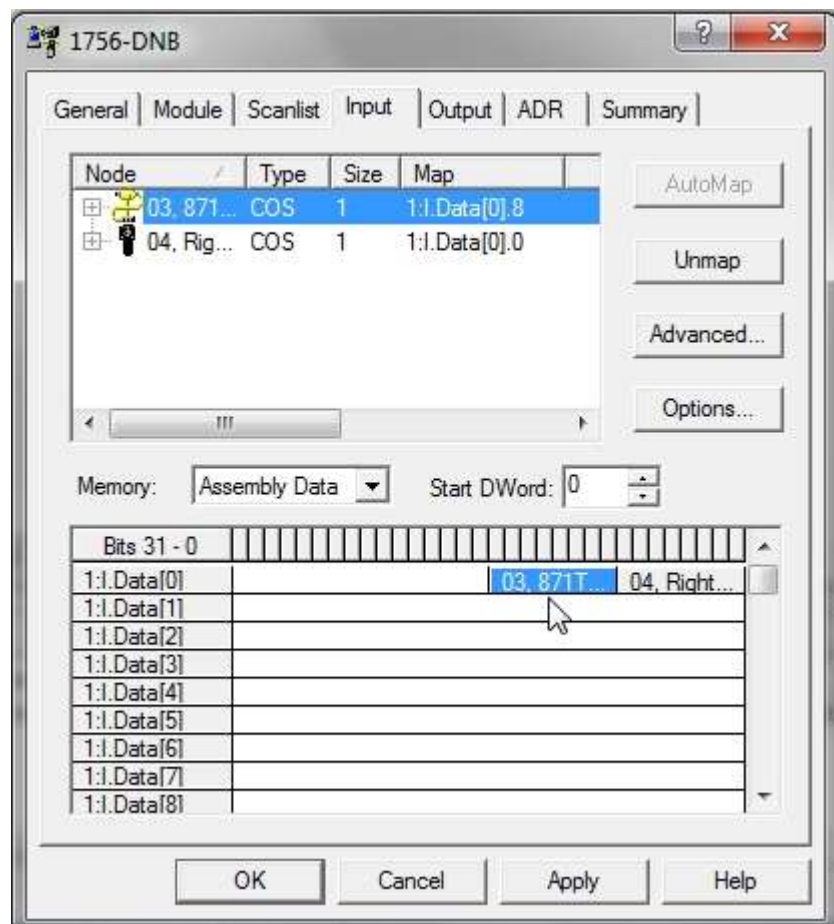 1756-DNB
General Module Scanlist Input Output ADR Summary
Node Type Size Map
03, 871... COS 1 1:I.Data[0].8
04, Rig... COS 1 1:I.Data[0].0
AutoMap
Unmap
Advanced...
Options...
Memory: Assembly Data Start DWord: 0
Bits 31 - 0
1:I.Data[0] 03, 871T... 04, Right...
1:I.Data[1]
1:I.Data[2]
1:I.Data[3]
1:I.Data[4]
1:I.Data[5]
1:I.Data[6]
1:I.Data[7]
1:I.Data[8]
OK Cancel Apply Help